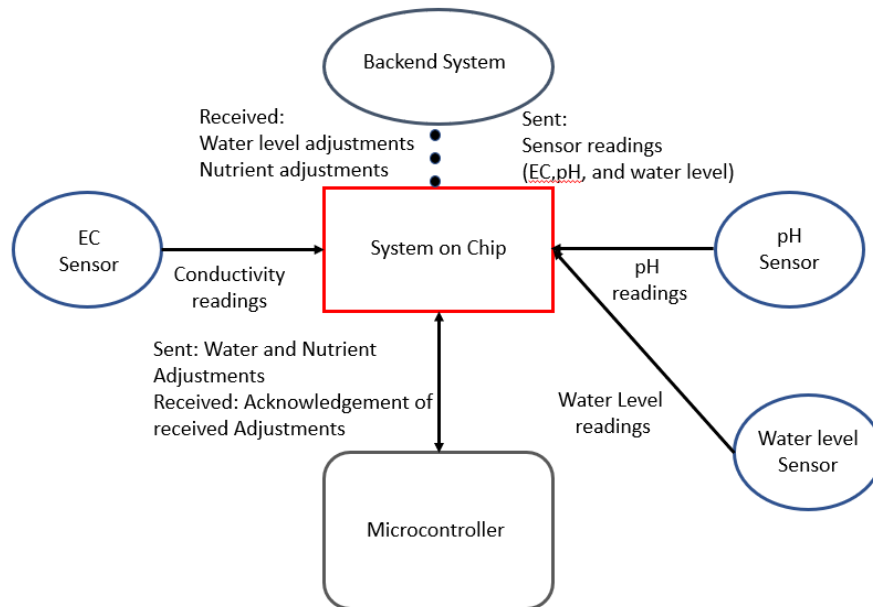 Backend System
Received:
Water level adjustments
Nutrient adjustments
Sent:
Sensor readings
(EC,pH, and water level)
EC
Sensor
System on Chip
pH
Sensor
Conductivity
readings
pH
readings
Sent: Water and Nutrient
Adjustments
Received: Acknowledgement of
received Adjustments
Water Level
readings
Water level
Sensor
Microcontroller